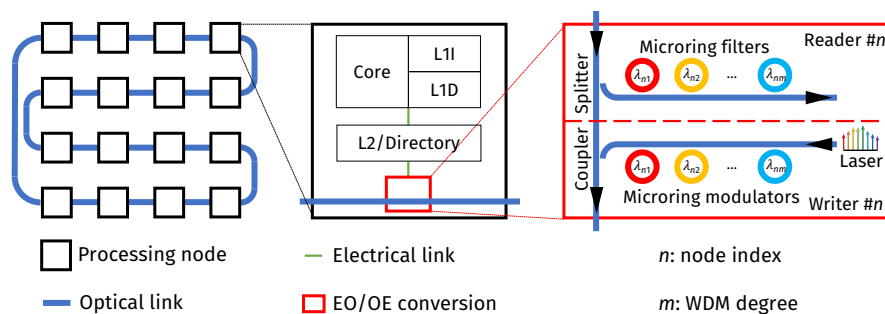 Core
L1I
L1D
L2/Directory
Microring filters
Reader #n
λn1 λn2 ... λnm
Splitter
Coupler
Laser
λn1 λn2 ... λnm
Microring modulators
Writer #n
Processing node
Electrical link
n: node index
Optical link
EO/OE conversion
m: WDM degree